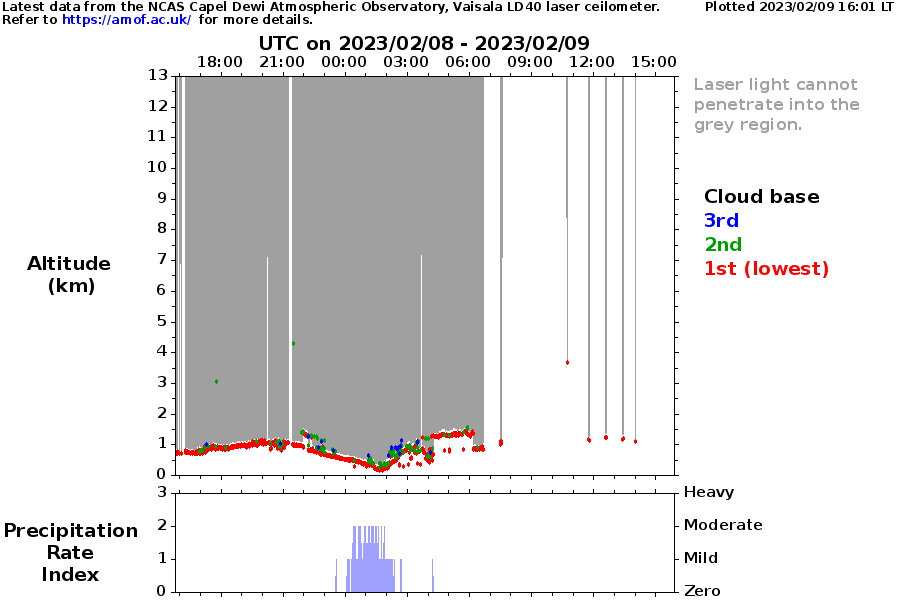 Latest data from the NCAS Capel Dewi Atmospheric Observatory, Vaisala LD40 laser ceilometer.
Plotted 2023/02/09 16:01 LT
Refer to https://amof.ac.uk/ for more details.
UTC on 2023/02/08 - 2023/02/09
18:00 21:00 00:00 03:00 06:00 09:00 12:00 15:00
13
12
11
10
9
8
7
6
5
4
3
2
1
0
Altitude
(km)
Laser light cannot
penetrate into the
grey region.
Cloud base
3rd
2nd
1st (lowest)
3
2
1
0
Precipitation
Rate
Index
Heavy
Moderate
Mild
Zero